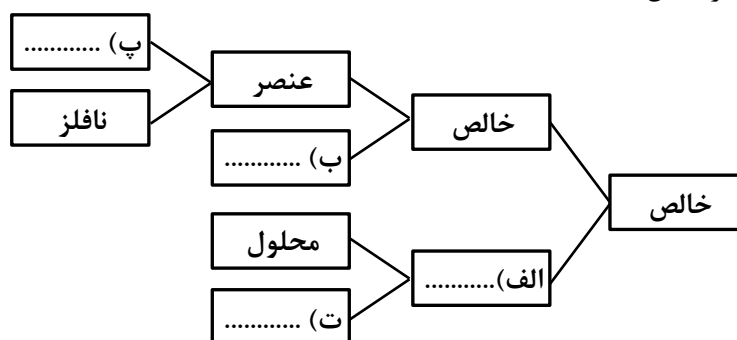 پ) ............
نافلز
عنصر
ب) ............
خالص
خالص
محلول
الف)...........
ت) ............